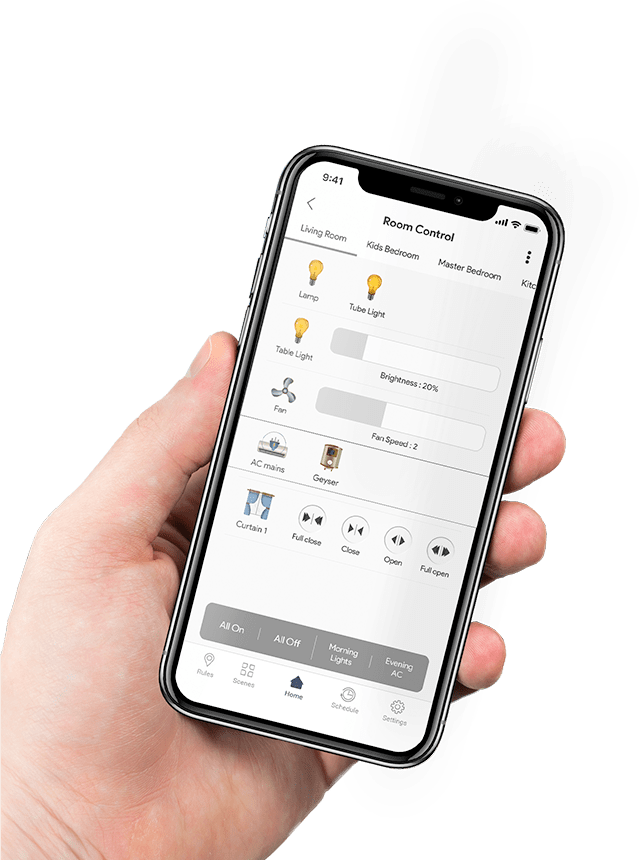 9:41
Room Control
Living Room
Kids Bedroom
Master Bedroom
Kitc
Lamp
Tube Light
Table Light
Brightness : 20%
Fan
Fan Speed : 2
AC mains
Geyser
Curtain 1
Full close
Close
Open
Full open
All On
All Off
Morning
Lights
Evening
AC
Rules
Scenes
Home
Schedule
Settings